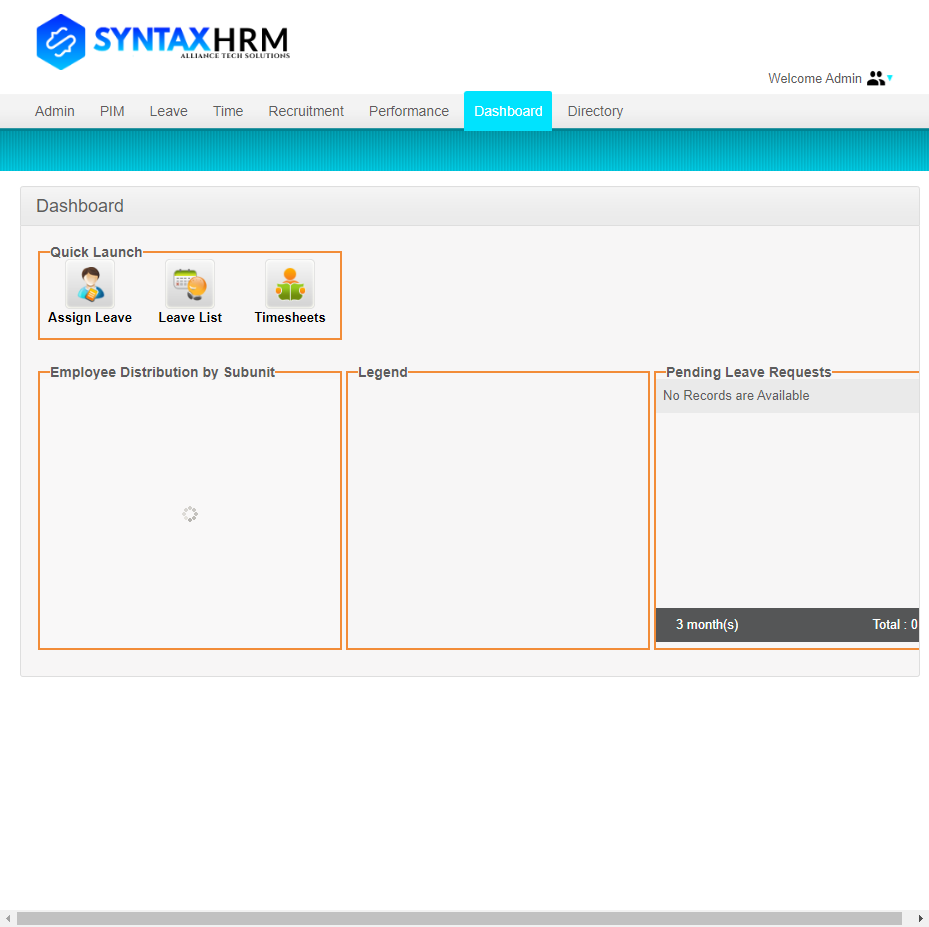 SYNTAXHRM
ALLIANCE TECH SOLUTIONS
Welcome Admin
Admin PIM Leave Time Recruitment Performance Dashboard Directory
Dashboard
Quick Launch
Assign Leave Leave List Timesheets
Employee Distribution by Subunit Legend Pending Leave Requests
No Records are Available
3 month(s) Total : 0